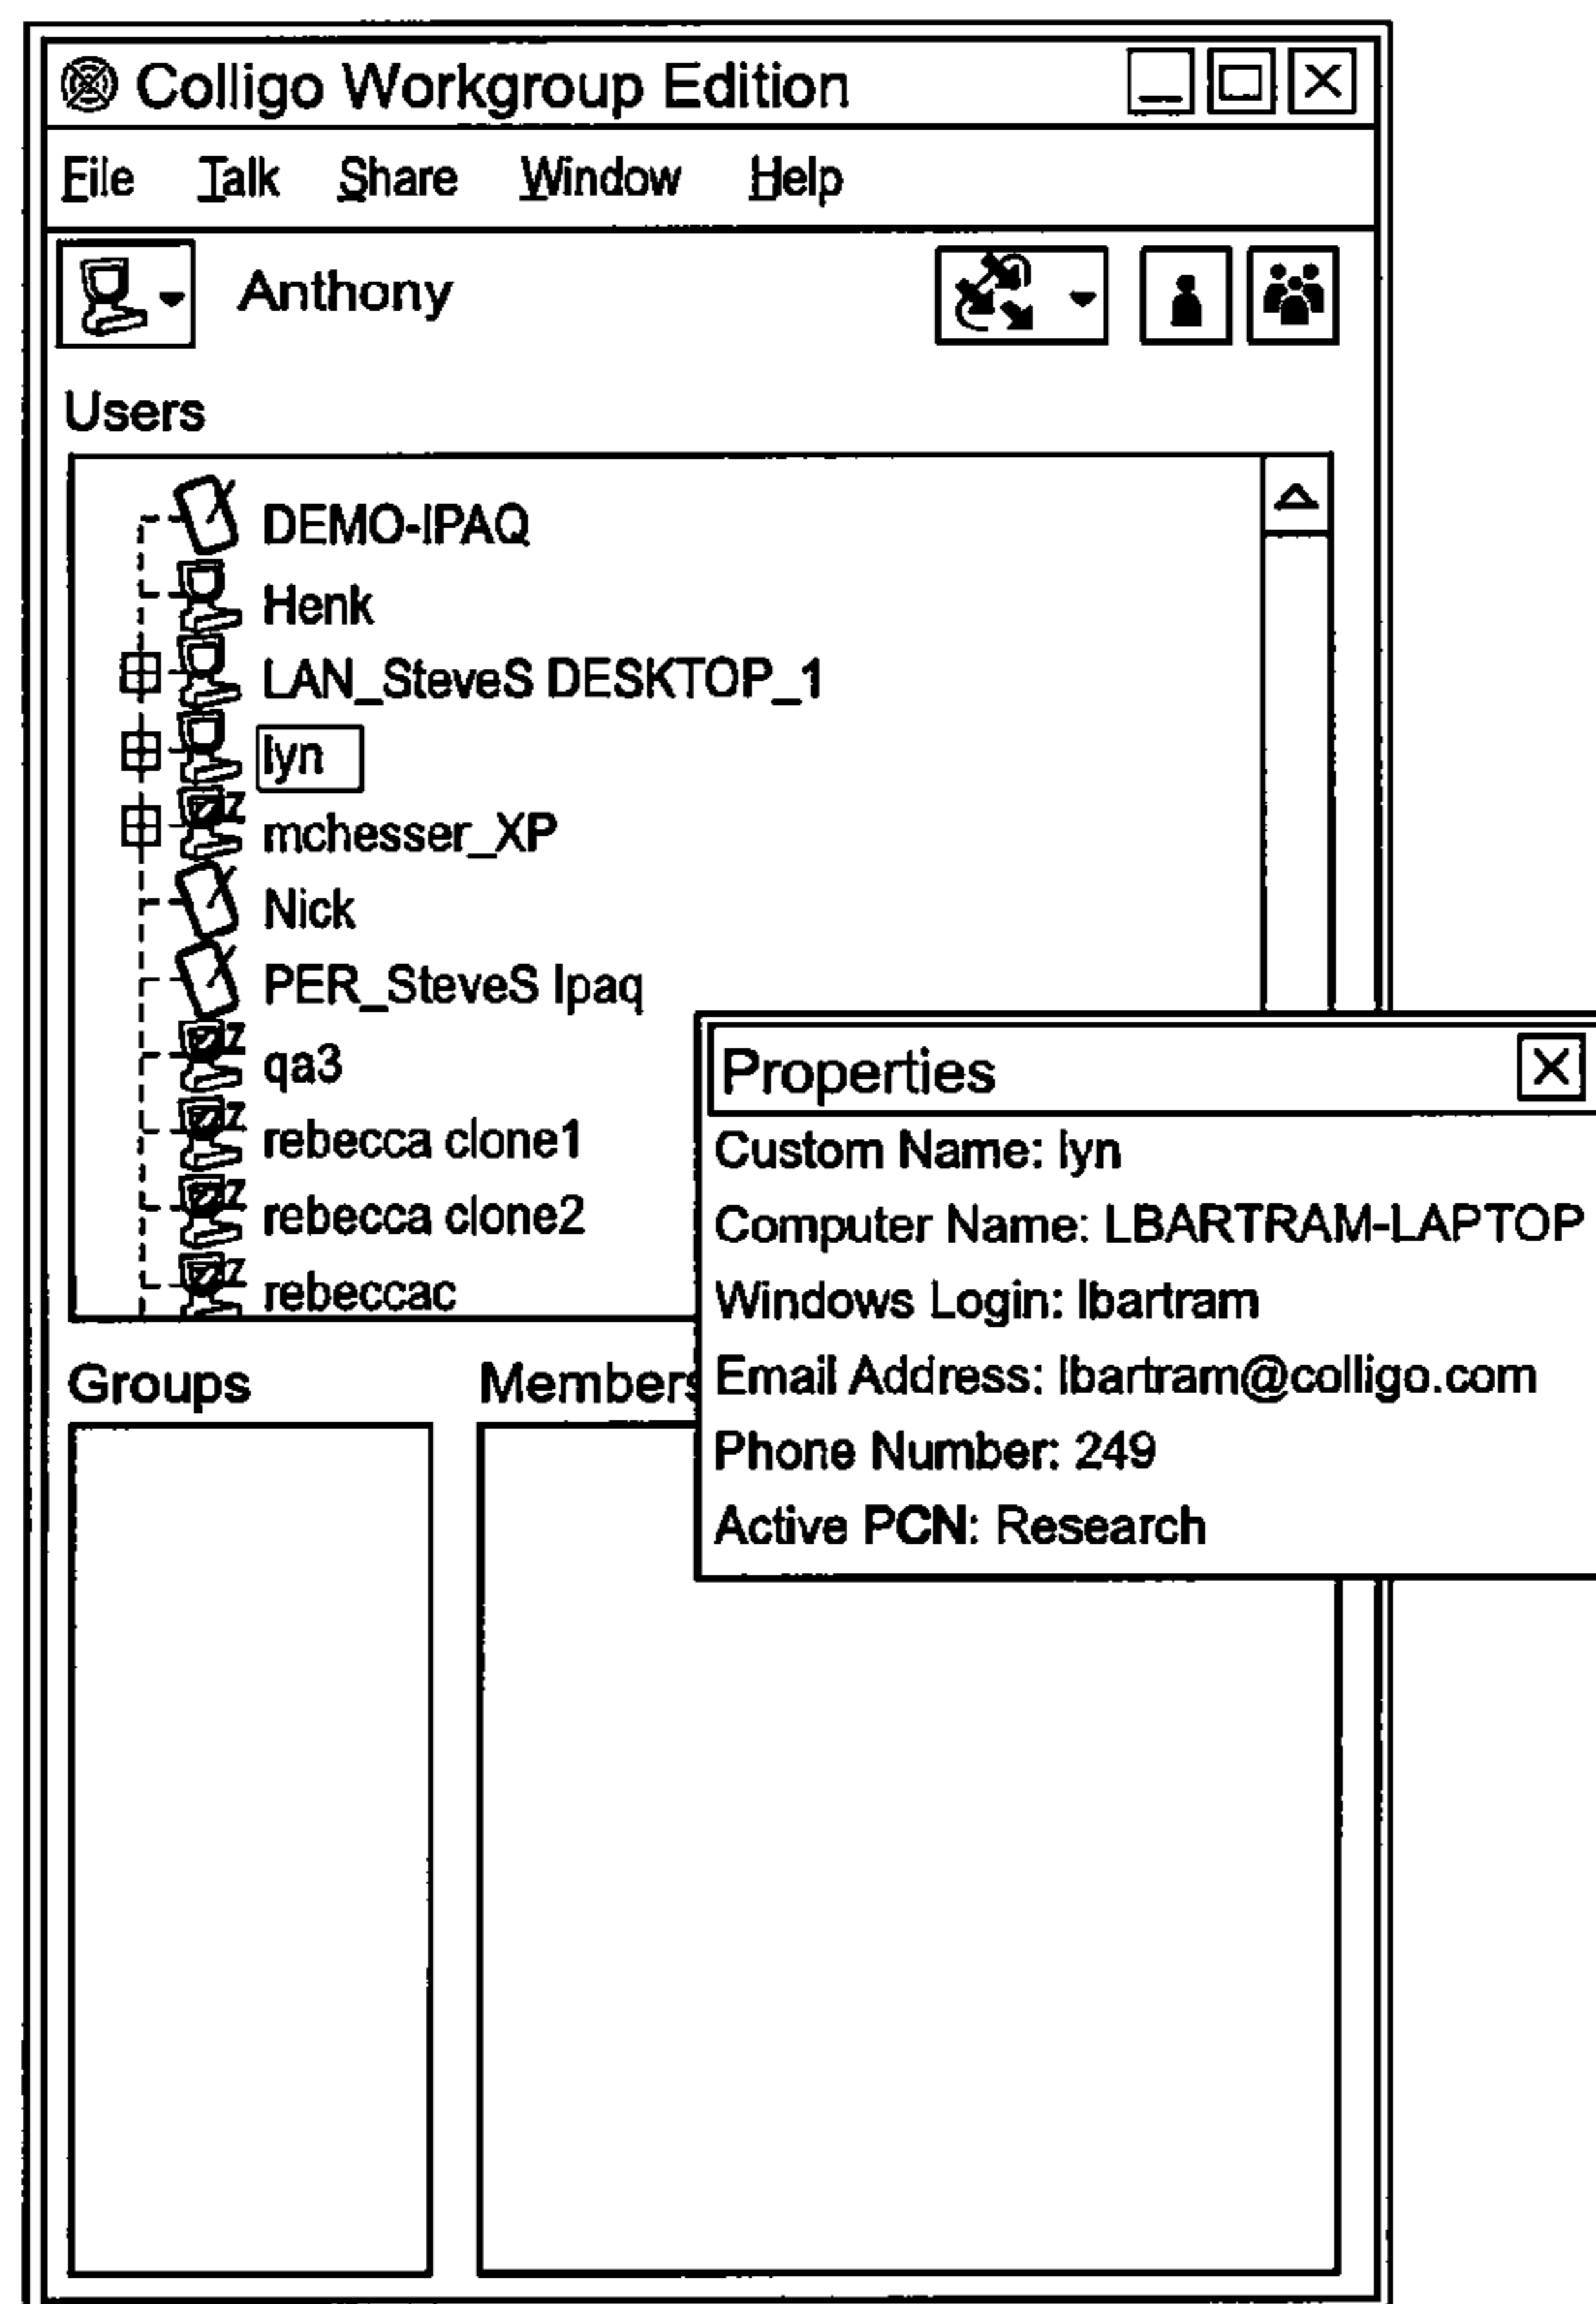 Colligo Workgroup Edition
File Talk Share Window Help
Anthony
Users
DEMO-IPAQ
Henk
LAN_SteveS DESKTOP_1
lyn
mchesser_XP
Nick
PER_SteveS Ipaq
qa3
rebecca clone1
rebecca clone2
rebeccac
Properties
Custom Name: lyn
Computer Name: LBARTRAM-LAPTOP
Windows Login: lbartram
Email Address: lbartram@colligo.com
Phone Number: 249
Active PCN: Research
Groups Members